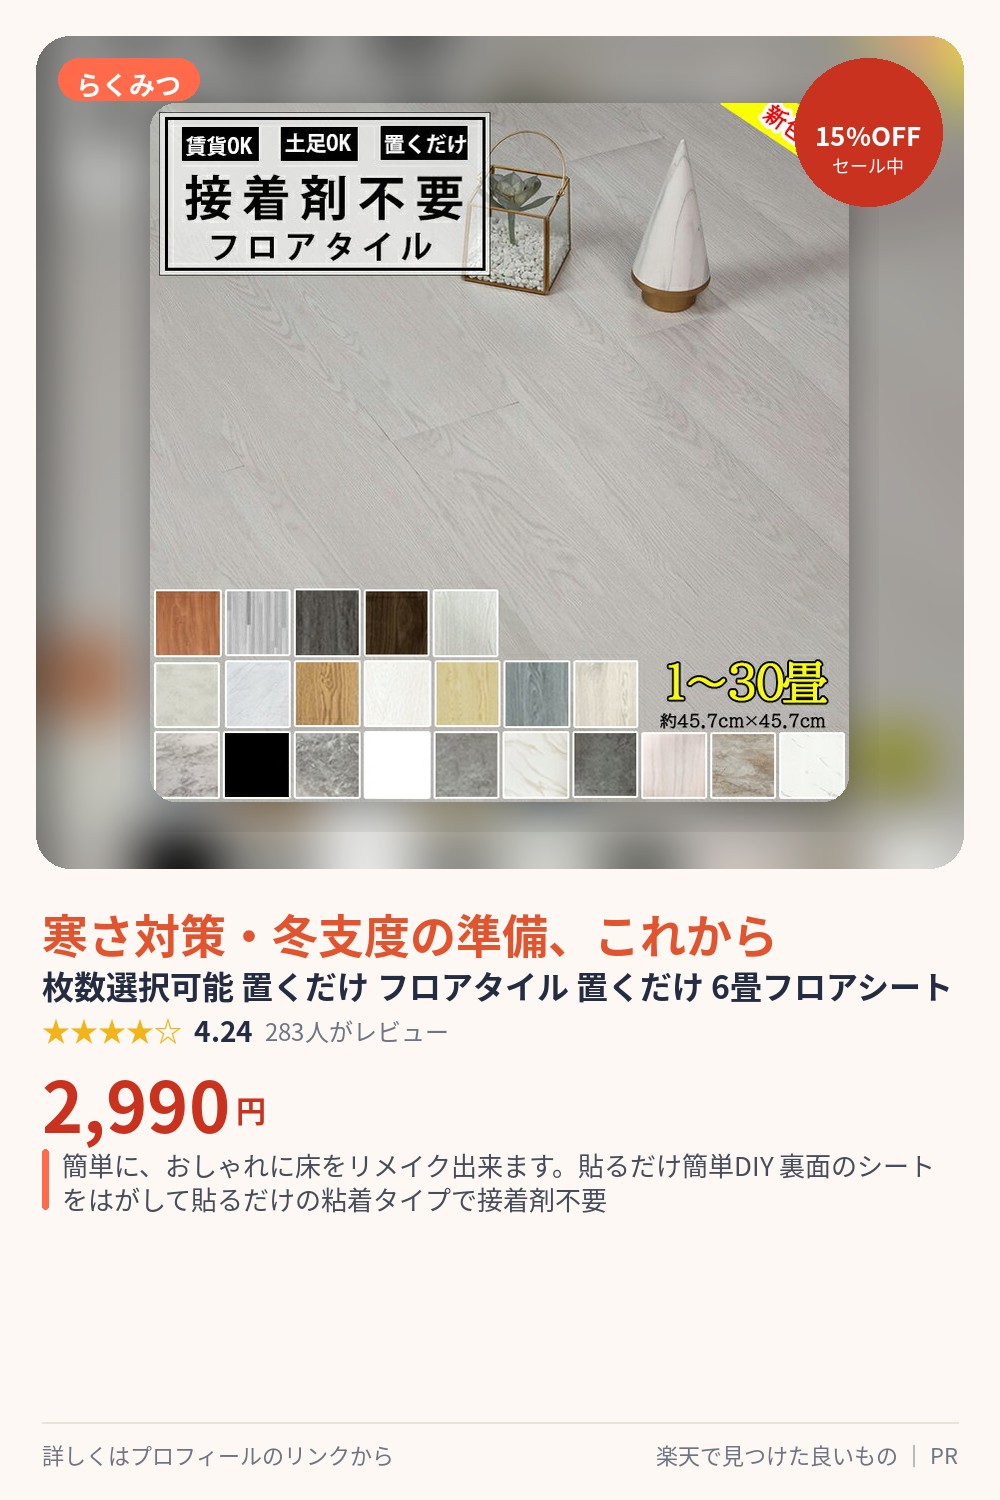 らくみつ
賃貸OK 土足OK 置くだけ
接着剤不要
フロアタイル
15%OFF
セール中
1〜30畳
約45.7cm×45.7cm
寒さ対策・冬支度の準備、これから
枚数選択可能 置くだけ フロアタイル 置くだけ 6畳フロアシート
★★★★☆ 4.24 283人がレビュー
2,990円
簡単に、おしゃれに床をリメイク出来ます。貼るだけ簡単DIY 裏面のシート
をはがして貼るだけの粘着タイプで接着剤不要
詳しくはプロフィールのリンクから
楽天で見つけた良いもの | PR